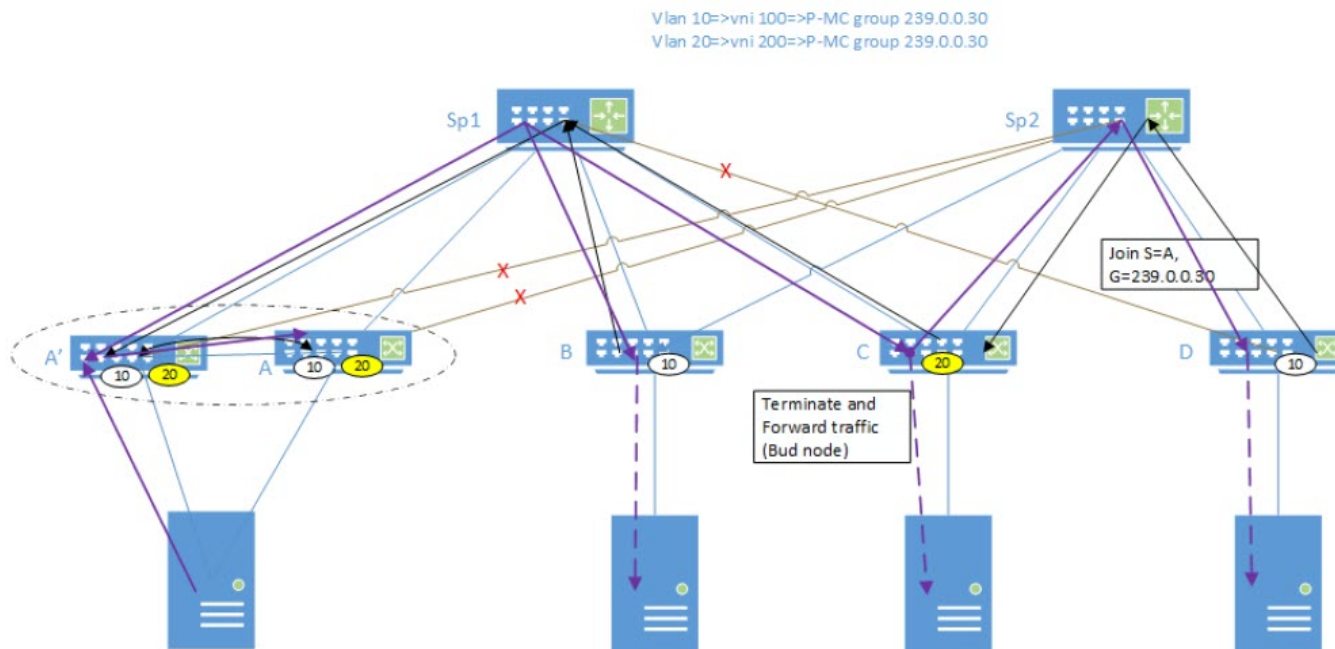 Vlan 10=>vni 100=>P-MC group 239.0.0.30
Vlan 20=>vni 200=>P-MC group 239.0.0.30
Sp1
Sp2
X
X
X
Join S=A,
G=239.0.0.30
A'
10
20
A
10
20
B
10
C
20
D
10
Terminate and
Forward traffic
(Bud node)